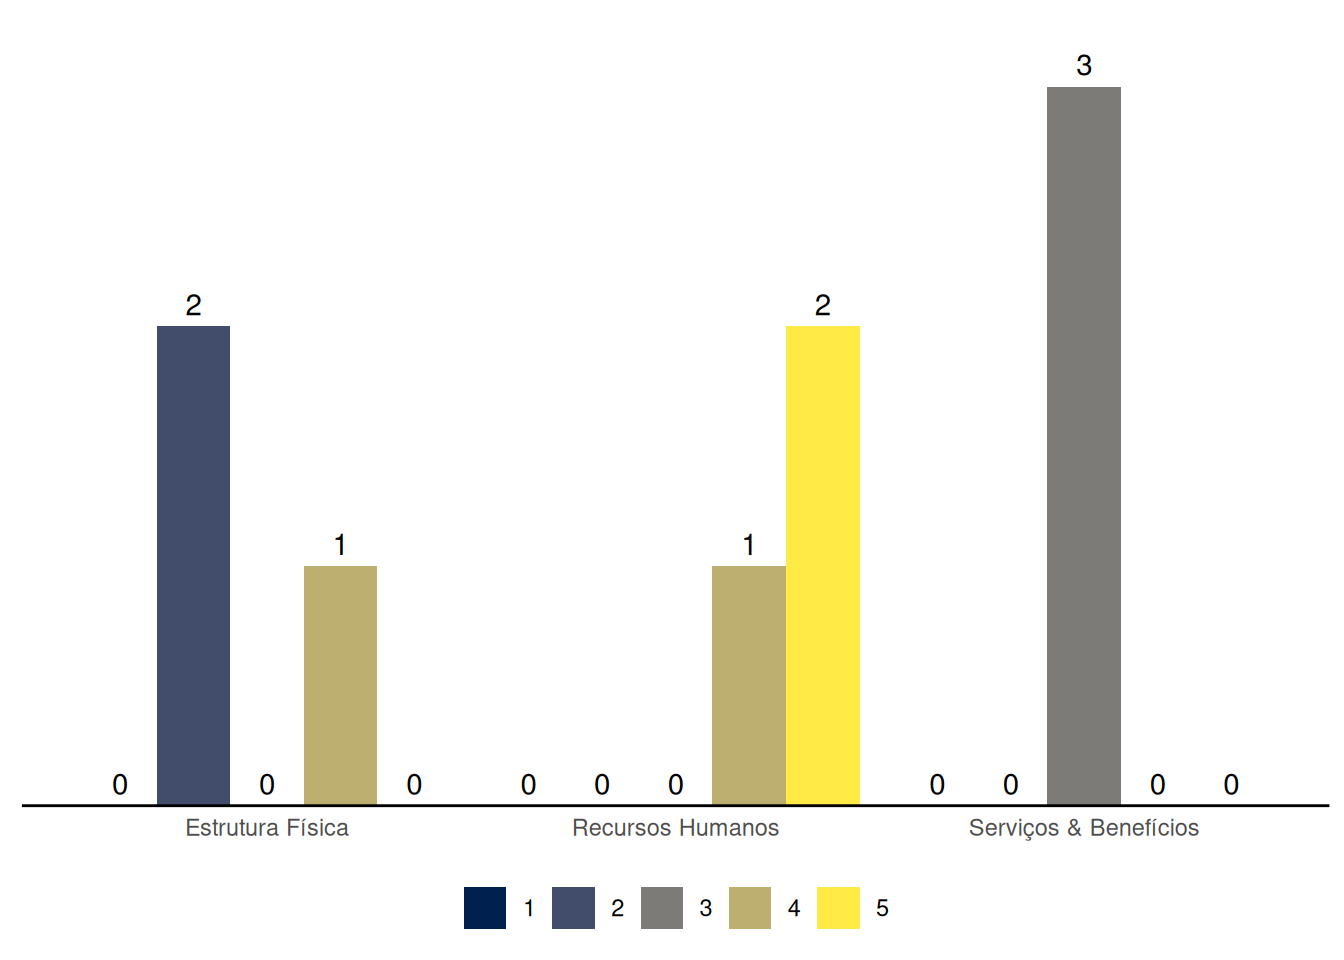 3
2 2
1 1
0 0 0 0 0 0 0 0 0 0
Estrutura Física Recursos Humanos Serviços & Benefícios
1 2 3 4 5